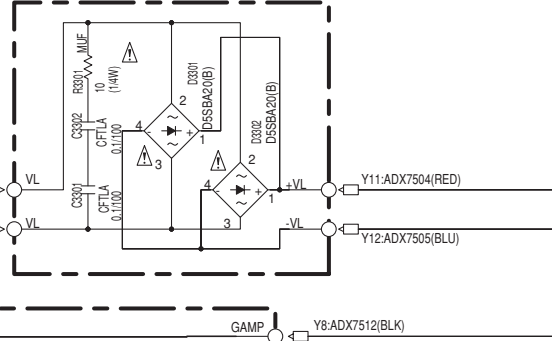 MUF
R3301
10
(1/4W)
C3302
CFTLA
0.1/100
C3301
CFTLA
0.1/100
D3301
D5SBA20(B)
2
4
-
+
1
3
D3302
D5SBA20(B)
2
4
-
+
1
3
VL
VL
+VL
-VL
Y11:ADX7504(RED)
Y12:ADX7505(BLU)
GAMP
Y8:ADX7512(BLK)